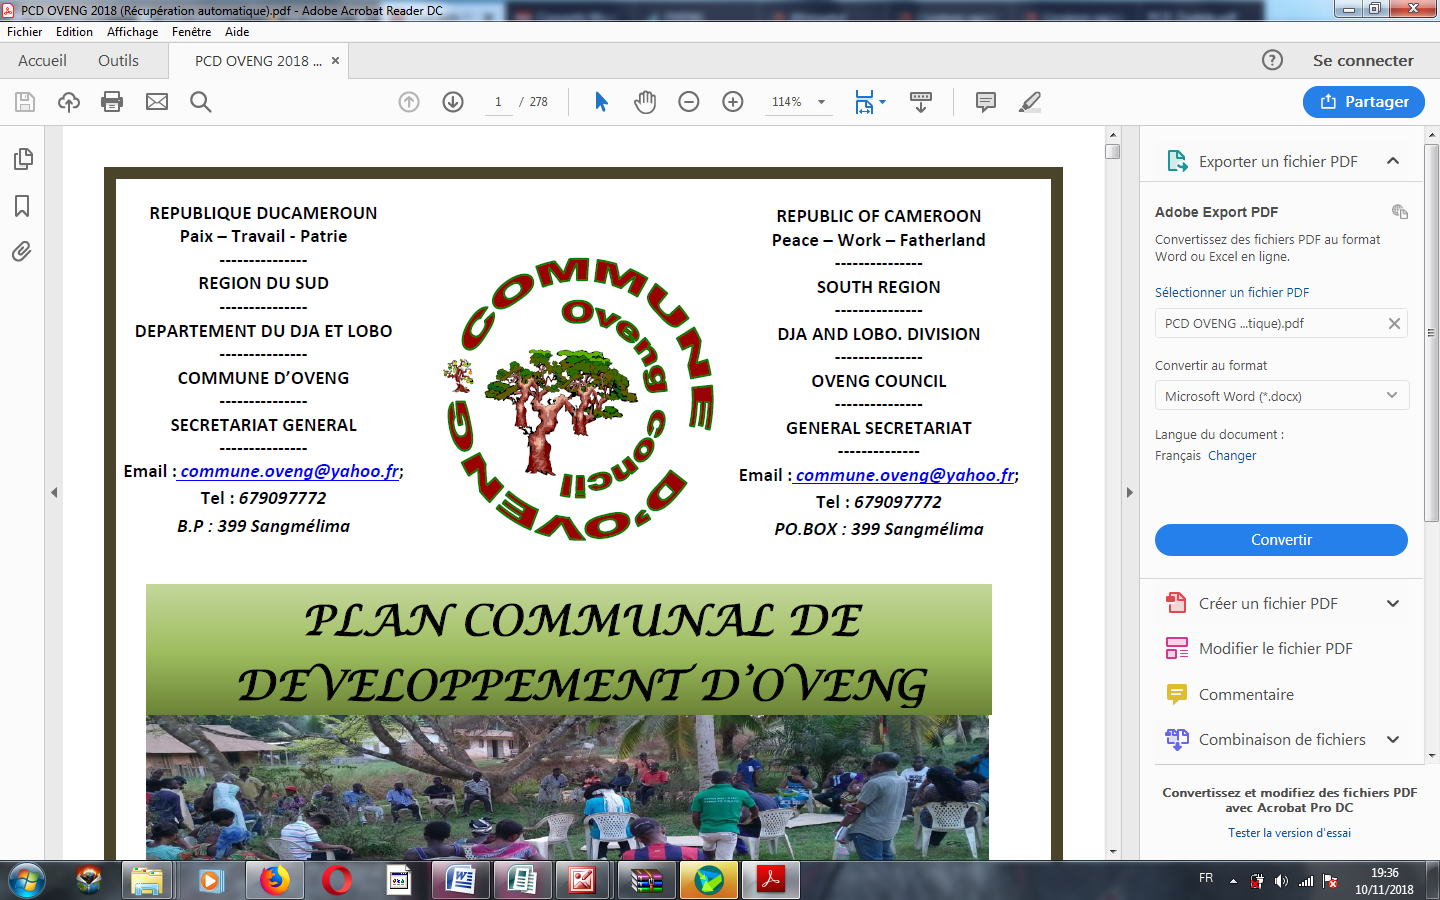 PCD OVENG 2018 (Récupération automatique).pdf - Adobe Acrobat Reader DC
Fichier Edition Affichage Fenêtre Aide
Accueil Outils PCD OVENG 2018 ... × Se connecter
1 / 278 114% Partager
REPUBLIQUE DUCAMEROUN
Paix – Travail - Patrie
---------------
REGION DU SUD
---------------
DEPARTEMENT DU DJA ET LOBO
---------------
COMMUNE D’OVENG
---------------
SECRETARIAT GENERAL
---------------
Email : commune.oveng@yahoo.fr;
Tel : 679097772
B.P : 399 Sangmélima
COMMUNE D'OVENG
Oveng concil
REPUBLIC OF CAMEROON
Peace – Work – Fatherland
---------------
SOUTH REGION
---------------
DJA AND LOBO. DIVISION
---------------
OVENG COUNCIL
---------------
GENERAL SECRETARIAT
--------------
Email : commune.oveng@yahoo.fr;
Tel : 679097772
PO.BOX : 399 Sangmélima
PLAN COMMUNAL DE
DEVELOPPEMENT D’OVENG
Exporter un fichier PDF
Adobe Export PDF
Convertissez des fichiers PDF au format
Word ou Excel en ligne.
Sélectionner un fichier PDF
PCD OVENG ...tique).pdf
Convertir au format
Microsoft Word (*.docx)
Langue du document :
Français Changer
Convertir
Créer un fichier PDF
Modifier le fichier PDF
Commentaire
Combinaison de fichiers
Convertissez et modifiez des fichiers PDF
avec Acrobat Pro DC
Tester la version d'essai
FR 19:36
10/11/2018